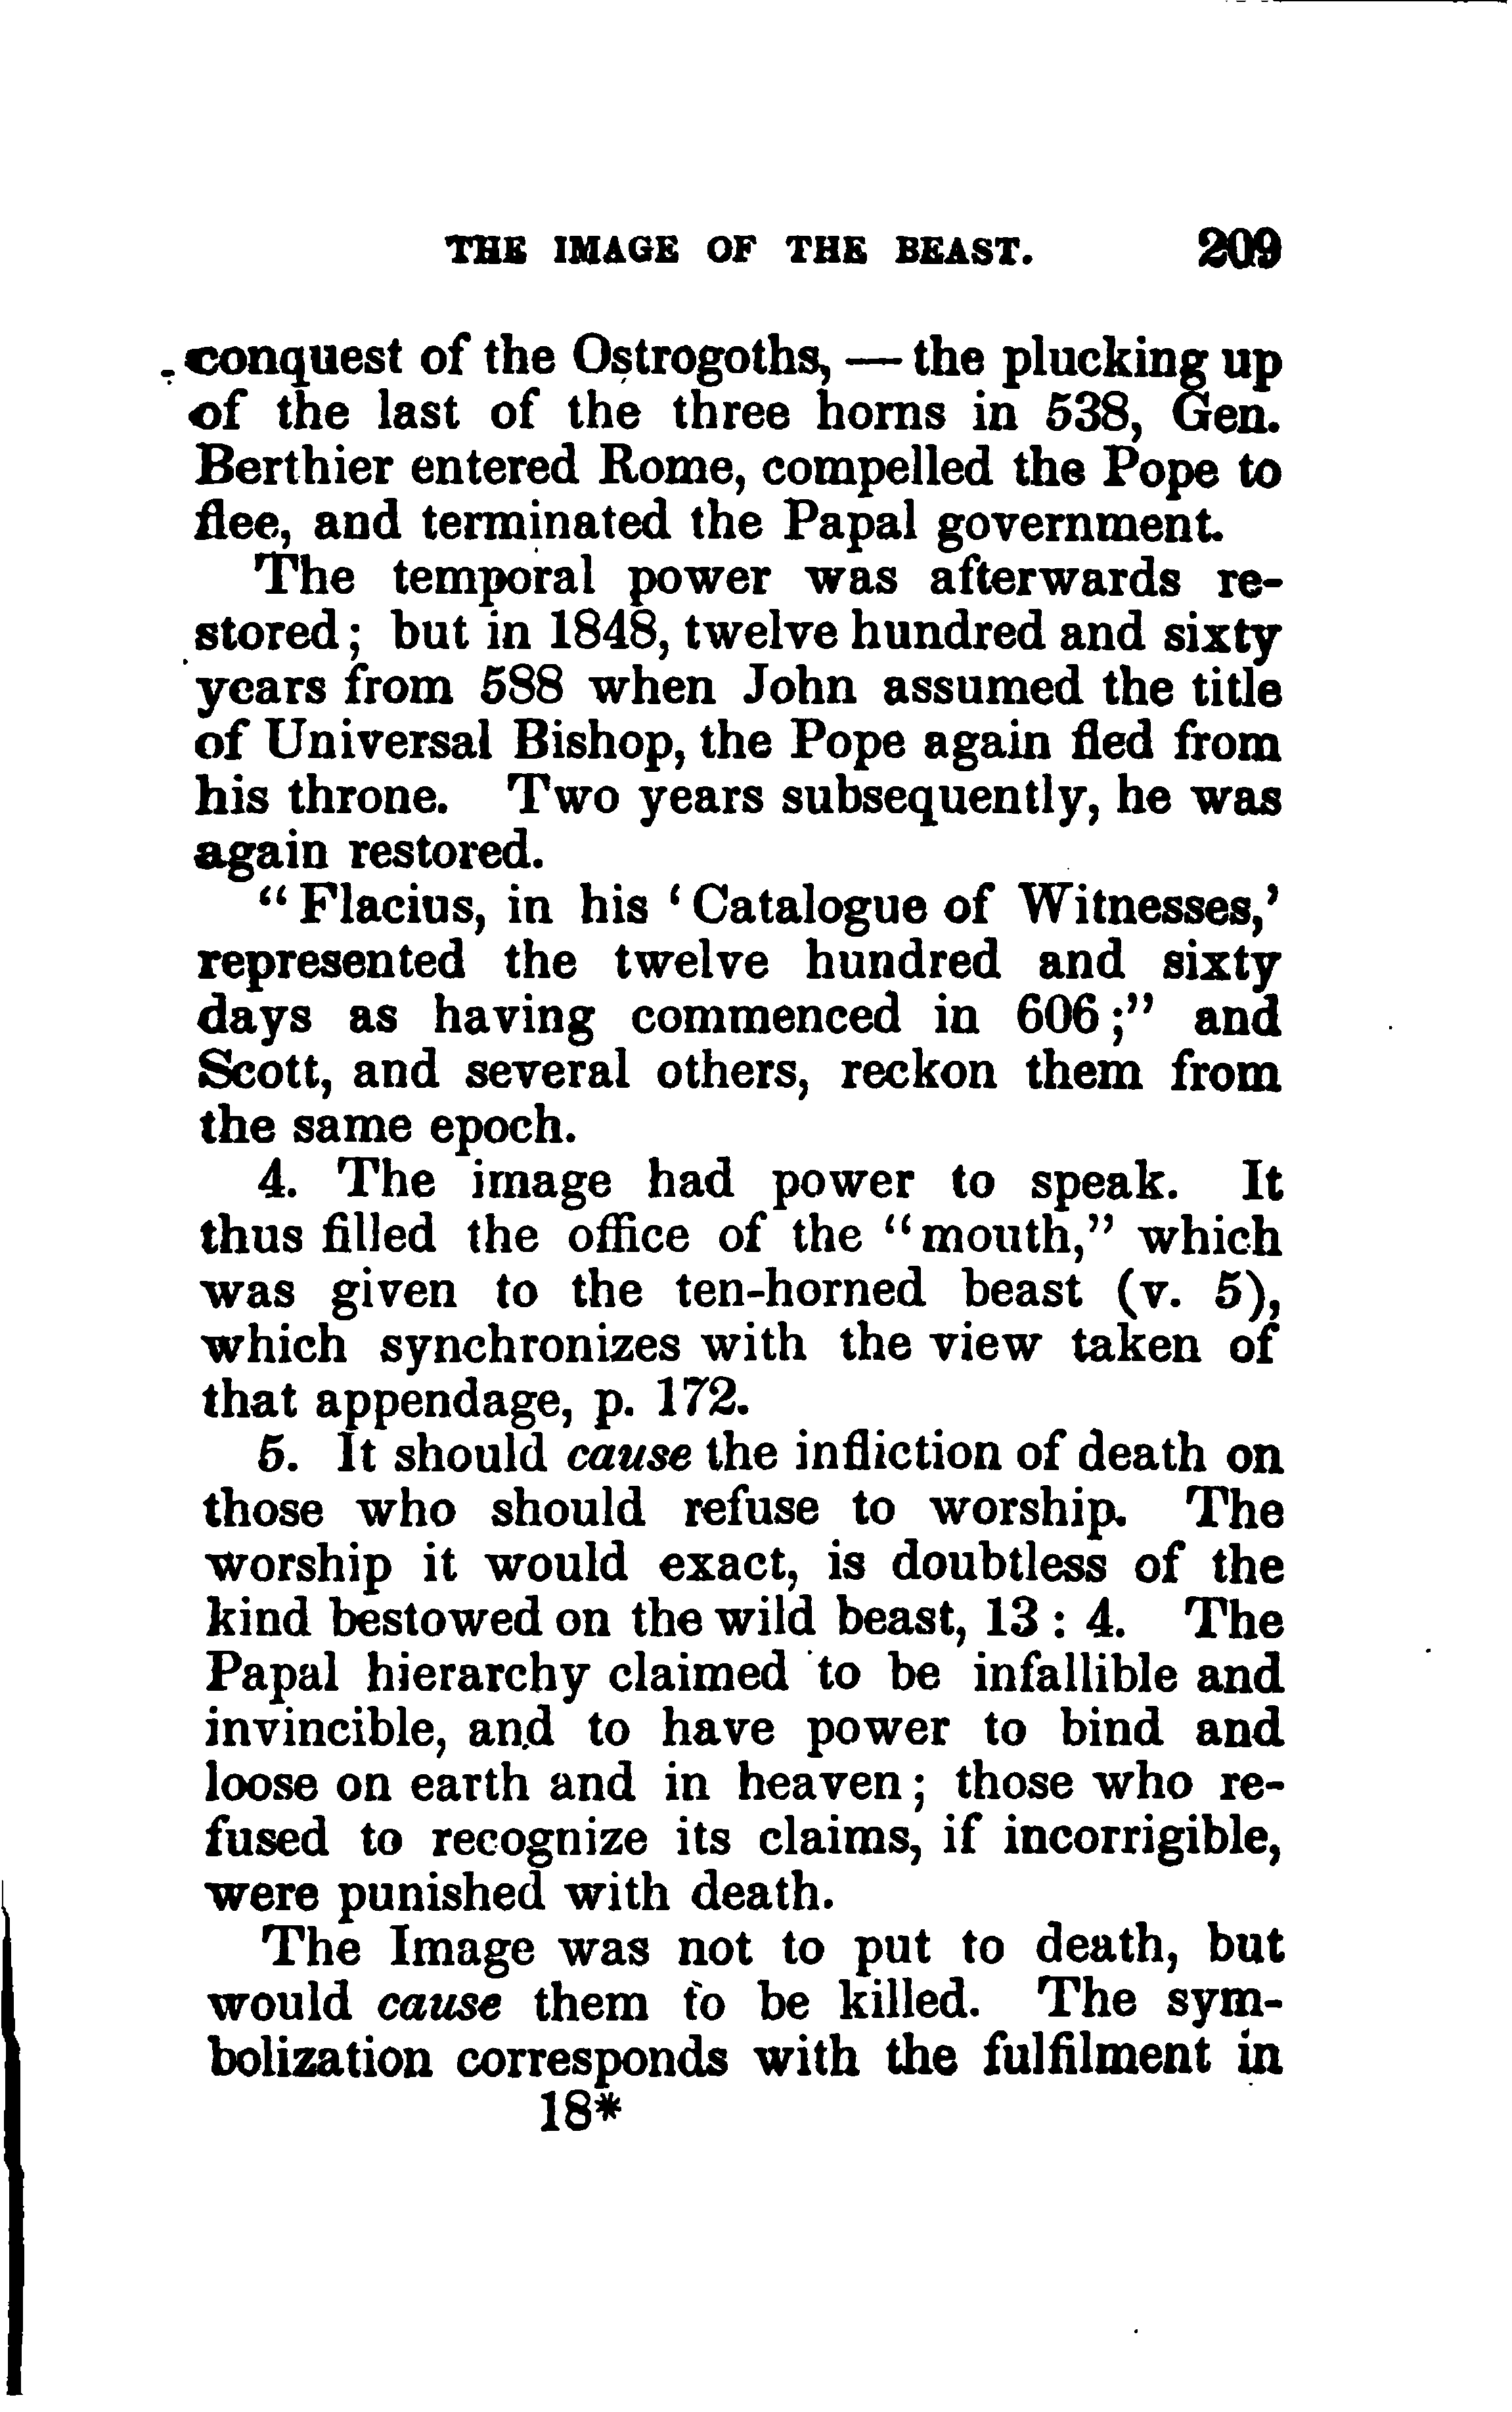 THE IMAGE OF THE BEAST. 209
conquest of the Ostrogoths, — the plucking up
of the last of the three horns in 538, Gen.
Berthier entered Rome, compelled the Pope to
flee, and terminated the Papal government.
The temporal power was afterwards re-
stored; but in 1848, twelve hundred and sixty
years from 588 when John assumed the title
of Universal Bishop, the Pope again fled from
his throne. Two years subsequently, he was
again restored.
“Flacius, in his ‘Catalogue of Witnesses,’
represented the twelve hundred and sixty
days as having commenced in 606;” and
Scott, and several others, reckon them from
the same epoch.
4. The image had power to speak. It
thus filled the office of the “mouth,” which
was given to the ten-horned beast (v. 5),
which synchronizes with the view taken of
that appendage, p. 172.
5. It should cause the infliction of death on
those who should refuse to worship. The
worship it would exact, is doubtless of the
kind bestowed on the wild beast, 13 : 4. The
Papal hierarchy claimed to be infallible and
invincible, and to have power to bind and
loose on earth and in heaven; those who re-
fused to recognize its claims, if incorrigible,
were punished with death.
The Image was not to put to death, but
would cause them to be killed. The sym-
bolization corresponds with the fulfilment in
18*